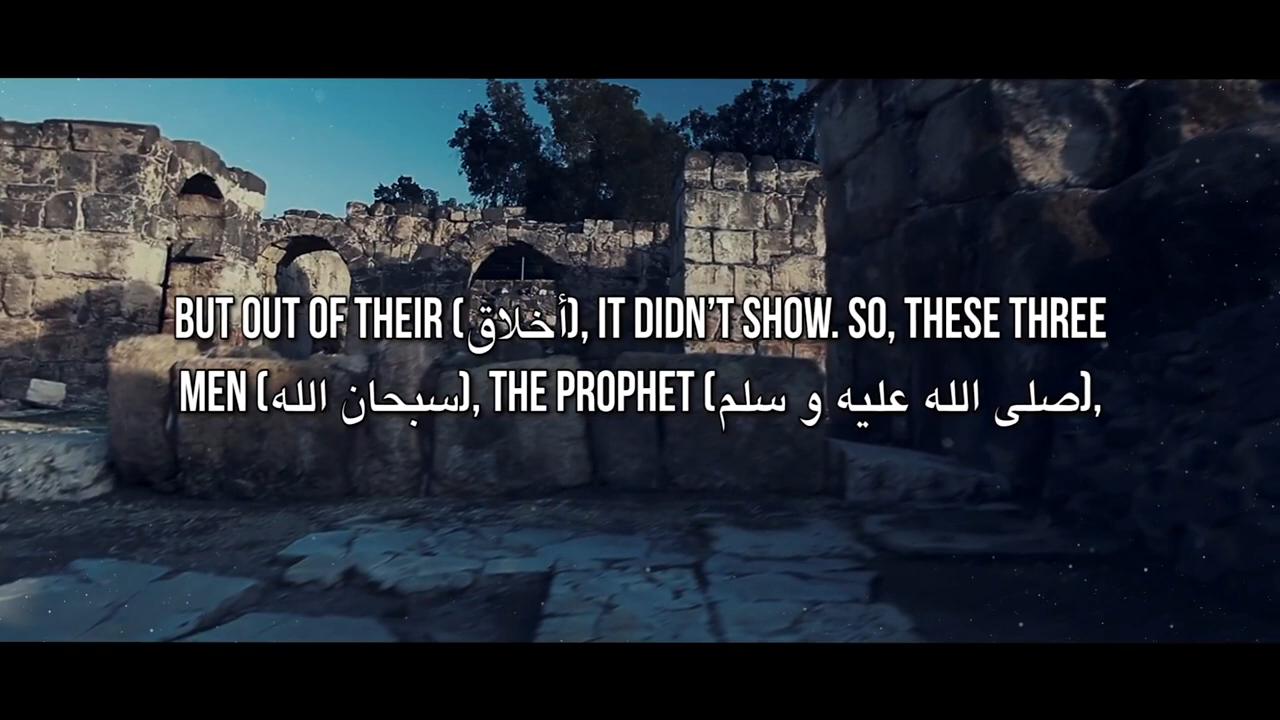 BUT OUT OF THEIR (أخلاق), IT DIDN’T SHOW. SO, THESE THREE
MEN (سبحان الله), THE PROPHET (صلى الله عليه و سلم),